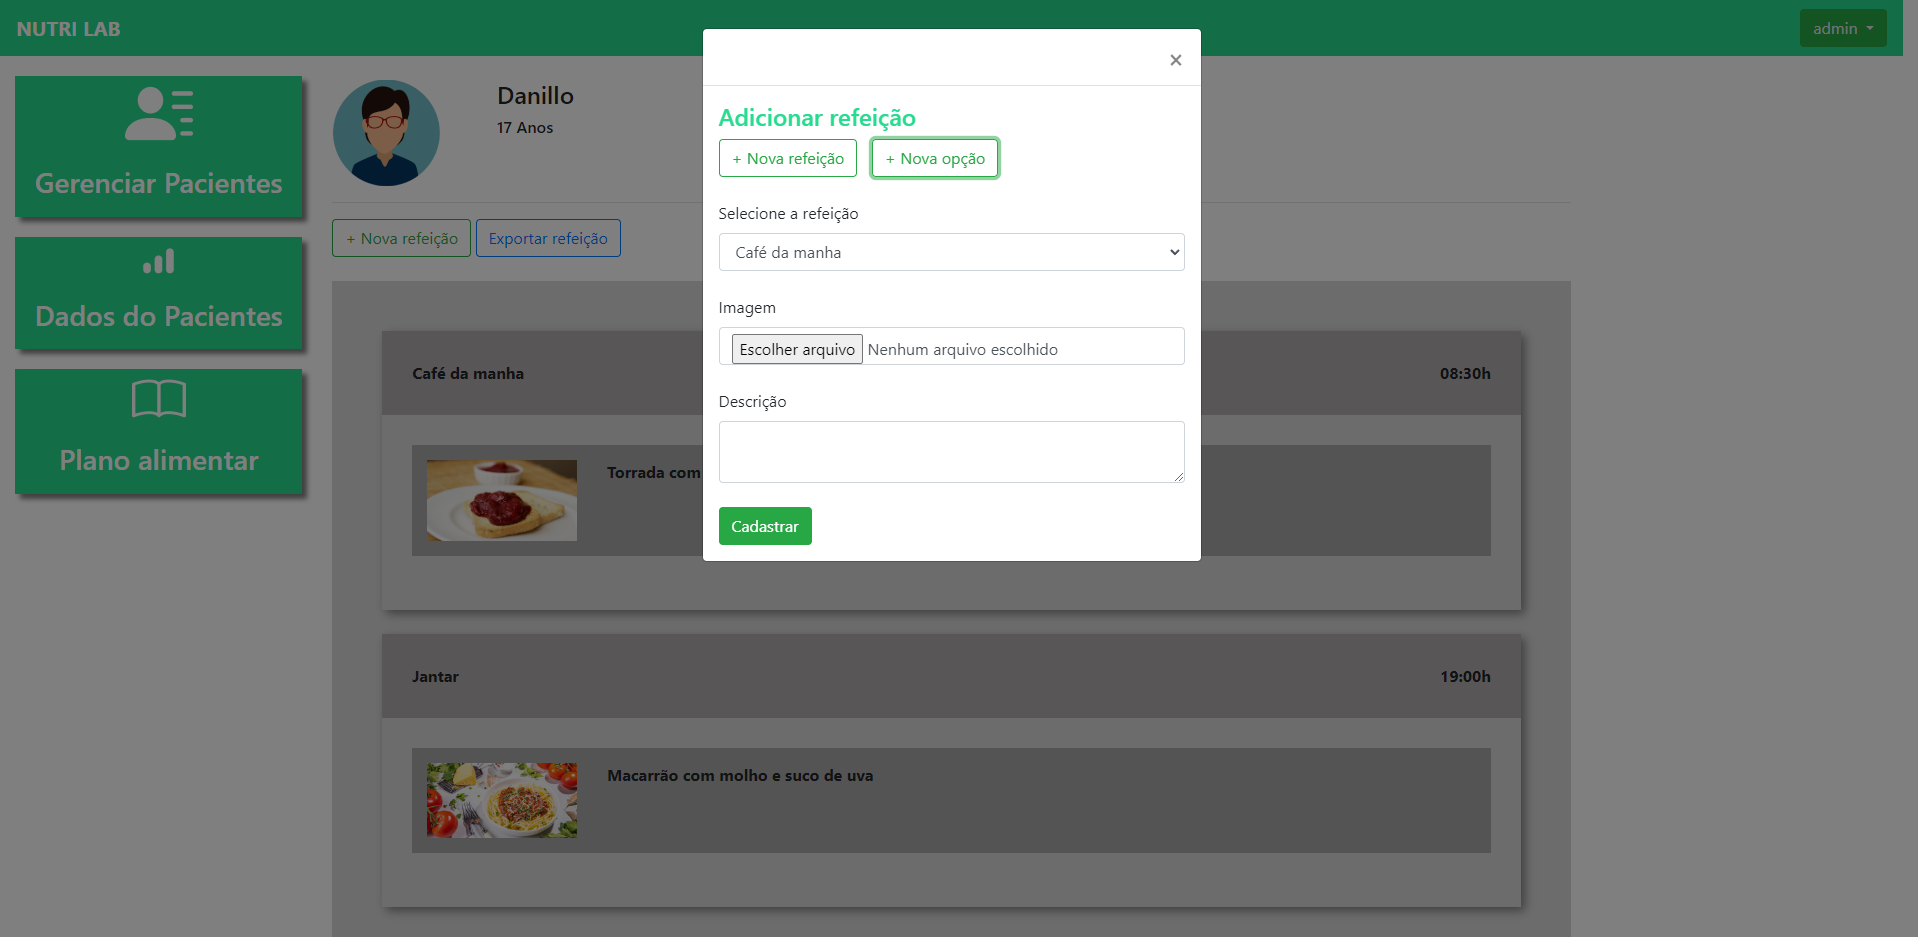 NUTRI LAB
admin
Gerenciar Pacientes
Dados do Pacientes
Plano alimentar
Danillo
17 Anos
+ Nova refeição
Exportar refeição
×
Adicionar refeição
+ Nova refeição
+ Nova opção
Selecione a refeição
Café da manha
Imagem
Escolher arquivo Nenhum arquivo escolhido
Descrição
Cadastrar
Café da manha
08:30h
Torrada com
Jantar
19:00h
Macarrão com molho e suco de uva